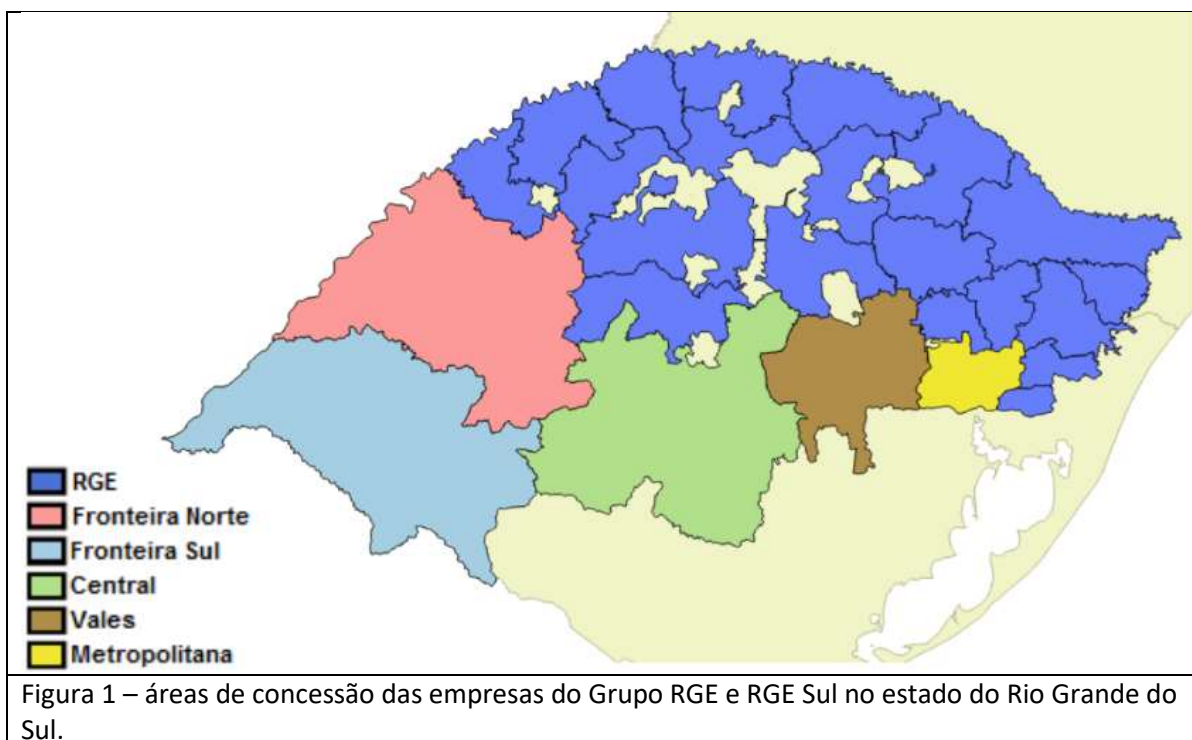 RGE
Fronteira Norte
Fronteira Sul
Central
Vales
Metropolitana
Figura 1 – áreas de concessão das empresas do Grupo RGE e RGE Sul no estado do Rio Grande do
Sul.